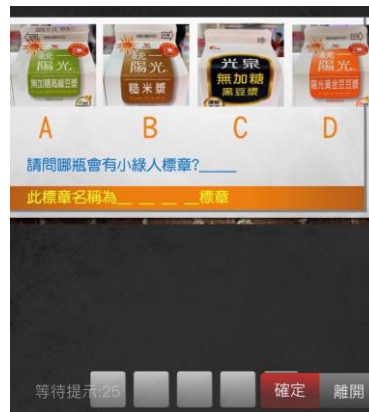 陽光
無加糖高纖豆漿
陽光
糙米漿
光泉
無加糖
黑豆漿
陽光
陽光黃金豆豆漿
A
B
C
D
請問哪瓶會有小綠人標章?_____
此標章名稱為__ __ __ __標章
等待提示:25
確定
離開